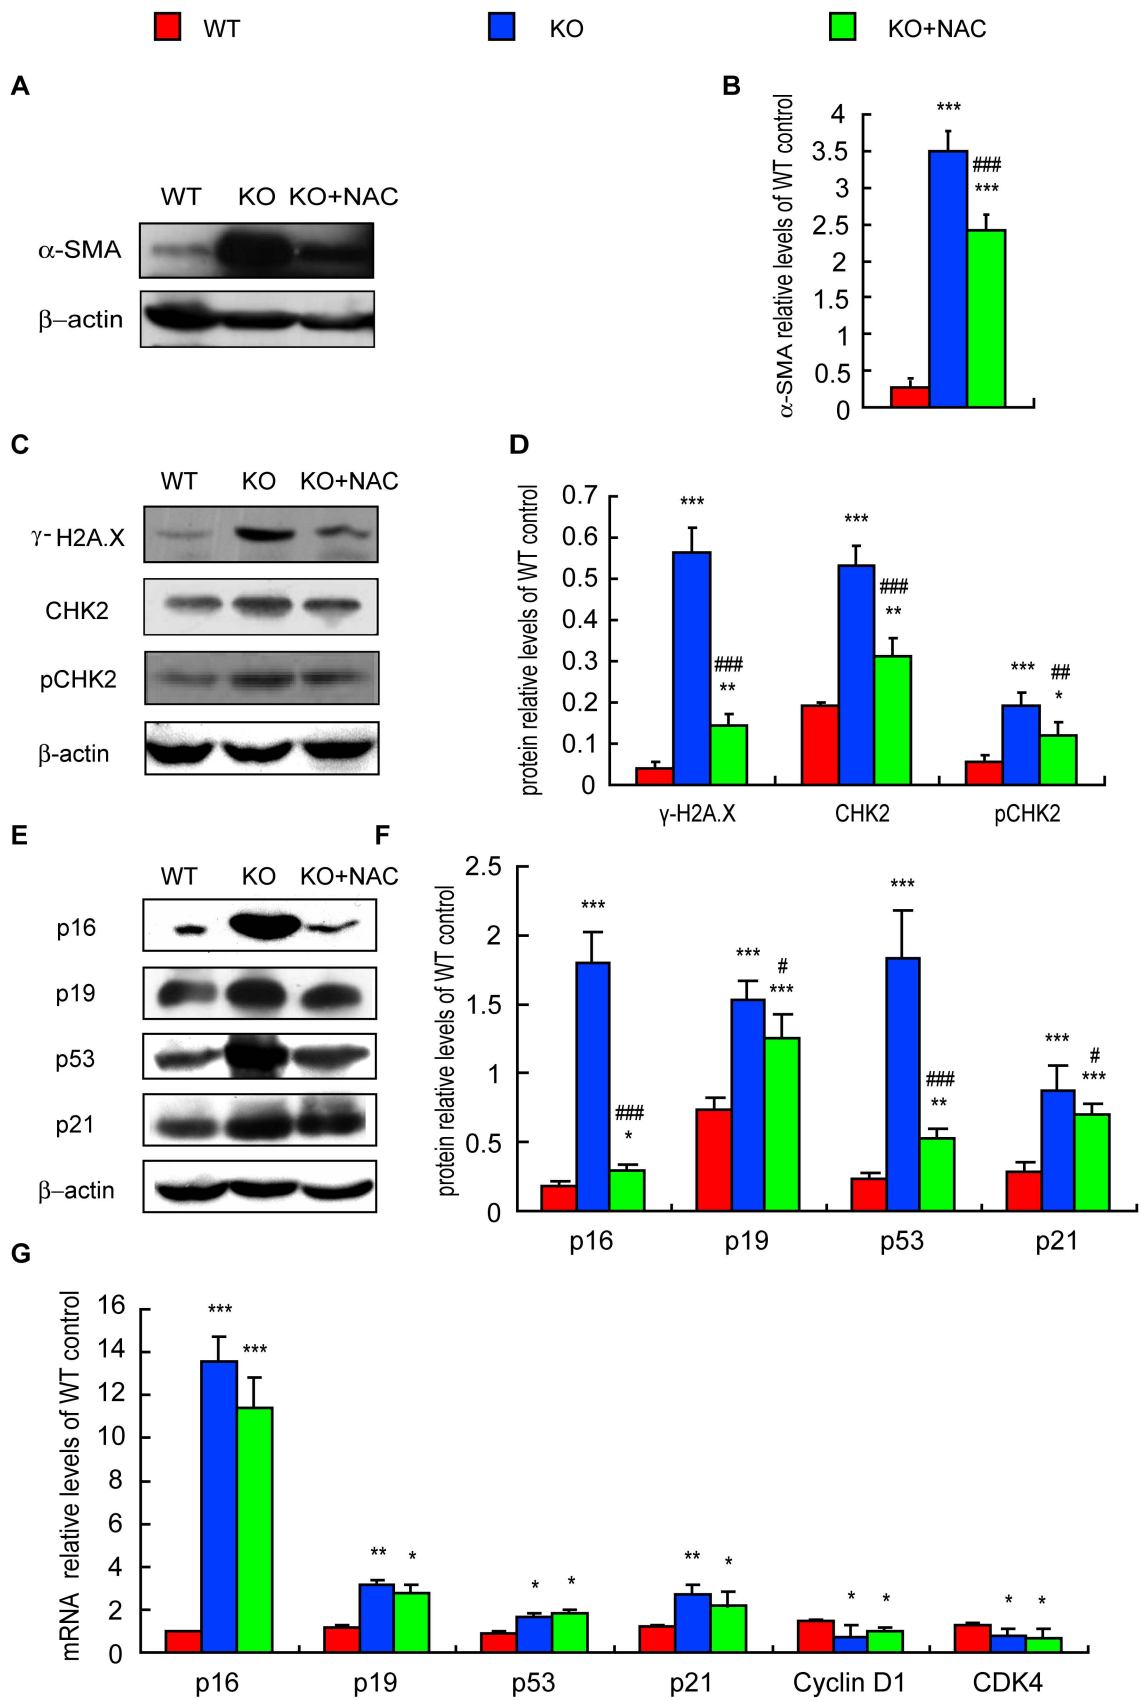 WT KO KO+NAC
A
WT KO KO+NAC
α-SMA
β−actin
B
α-SMA relative levels of WT control
4
3.5
3
2.5
2
1.5
1
0.5
0
***
###
***
C
WT KO KO+NAC
γ-H2A.X
CHK2
pCHK2
β-actin
D
protein relative levels of WT control
0.7
0.6
0.5
0.4
0.3
0.2
0.1
0
***
###
**
***
###
**
***
##
*
γ-H2A.X CHK2 pCHK2
E
WT KO KO+NAC
p16
p19
p53
p21
β−actin
F
protein relative levels of WT control
2.5
2
1.5
1
0.5
0
***
###
*
***
#
***
***
###
**
***
#
***
p16 p19 p53 p21
G
mRNA relative levels of WT control
16
14
12
10
8
6
4
2
0
*** ***
** *
* *
** *
* *
* *
p16 p19 p53 p21 Cyclin D1 CDK4